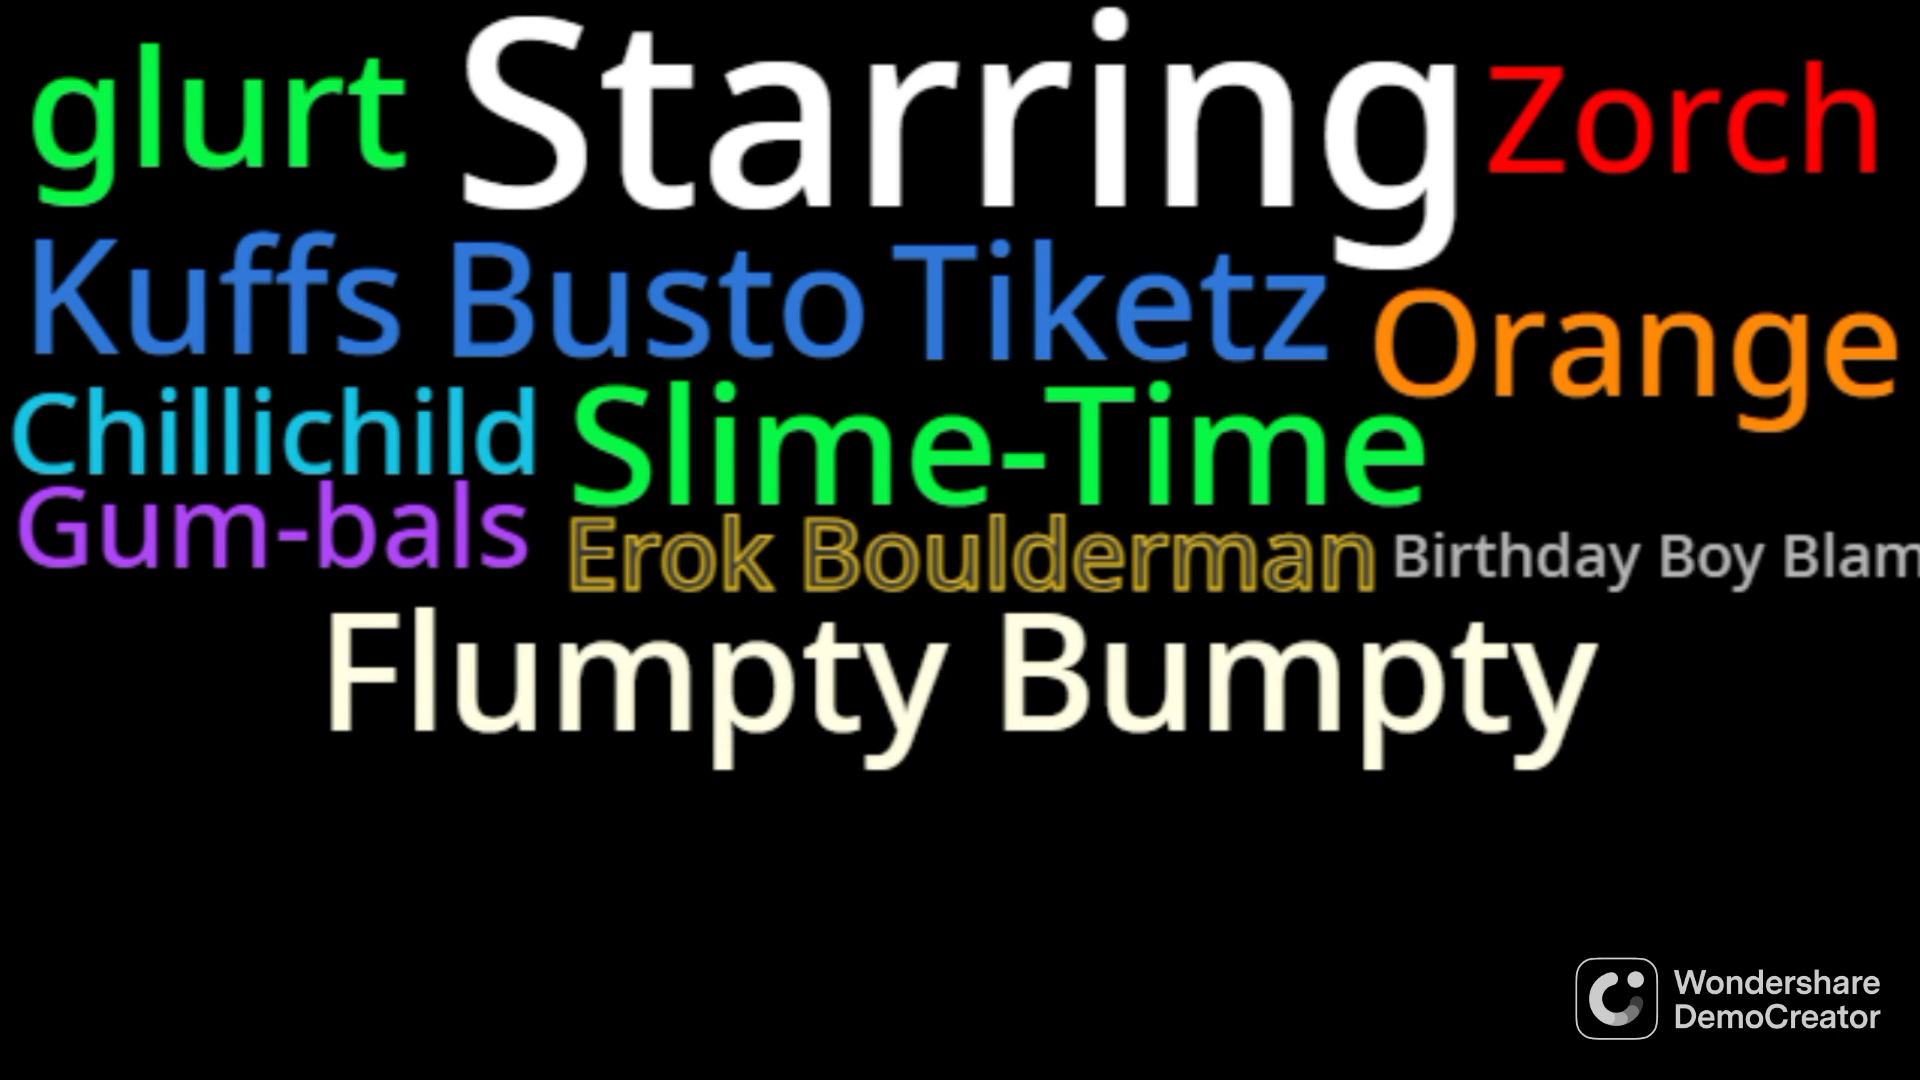 glurt Starring Zorch
Kuffs Busto Tiketz Orange
Chillichild Slime-Time
Gum-bals Erok Boulderman Birthday Boy Blam
Flumpty Bumpty
Wondershare
DemoCreator